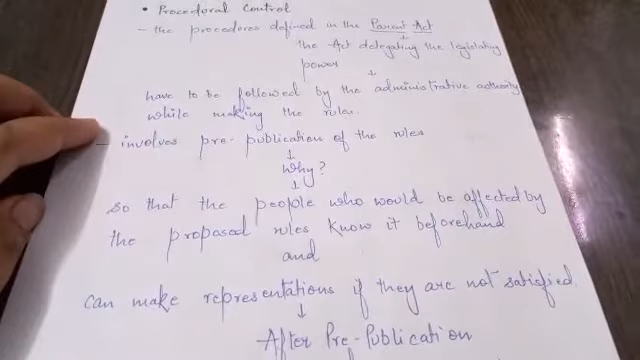 • Procedural Control
- the procedures defined in the Parent Act
↓
the Act delegating the legislating
power
↓
have to be followed by the administrative authority
while making the rules.
- involves pre-publication of the rules
↓
Why?
↓
so that the people who would be affected by
the proposed rules know it beforehand
and
can make representations if they are not satisfied.
↓
After Pre-Publication